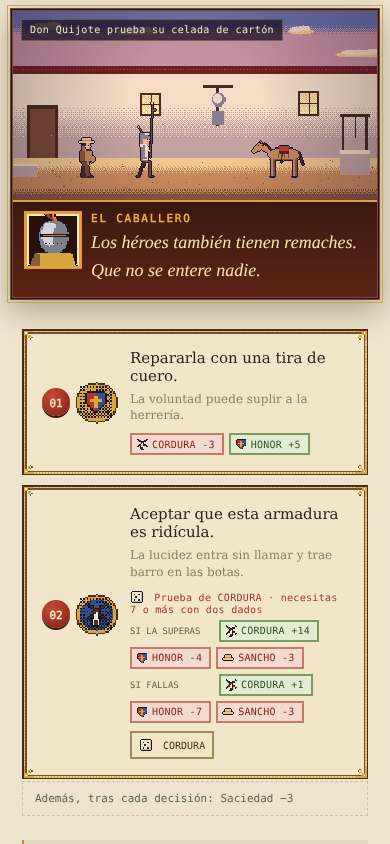 Don Quijote prueba su celada de cartón
EL CABALLERO
Los héroes también tienen remaches.
Que no se entere nadie.
01
Repararla con una tira de
cuero.
La voluntad puede suplir a la
herrería.
CORDURA -3 HONOR +5
02
Aceptar que esta armadura
es ridícula.
La lucidez entra sin llamar y trae
barro en las botas.
Prueba de CORDURA · necesitas
7 o más con dos dados
SI LA SUPERAS CORDURA +14
HONOR -4 SANCHO -3
SI FALLAS CORDURA +1
HONOR -7 SANCHO -3
CORDURA
Además, tras cada decisión: Saciedad −3